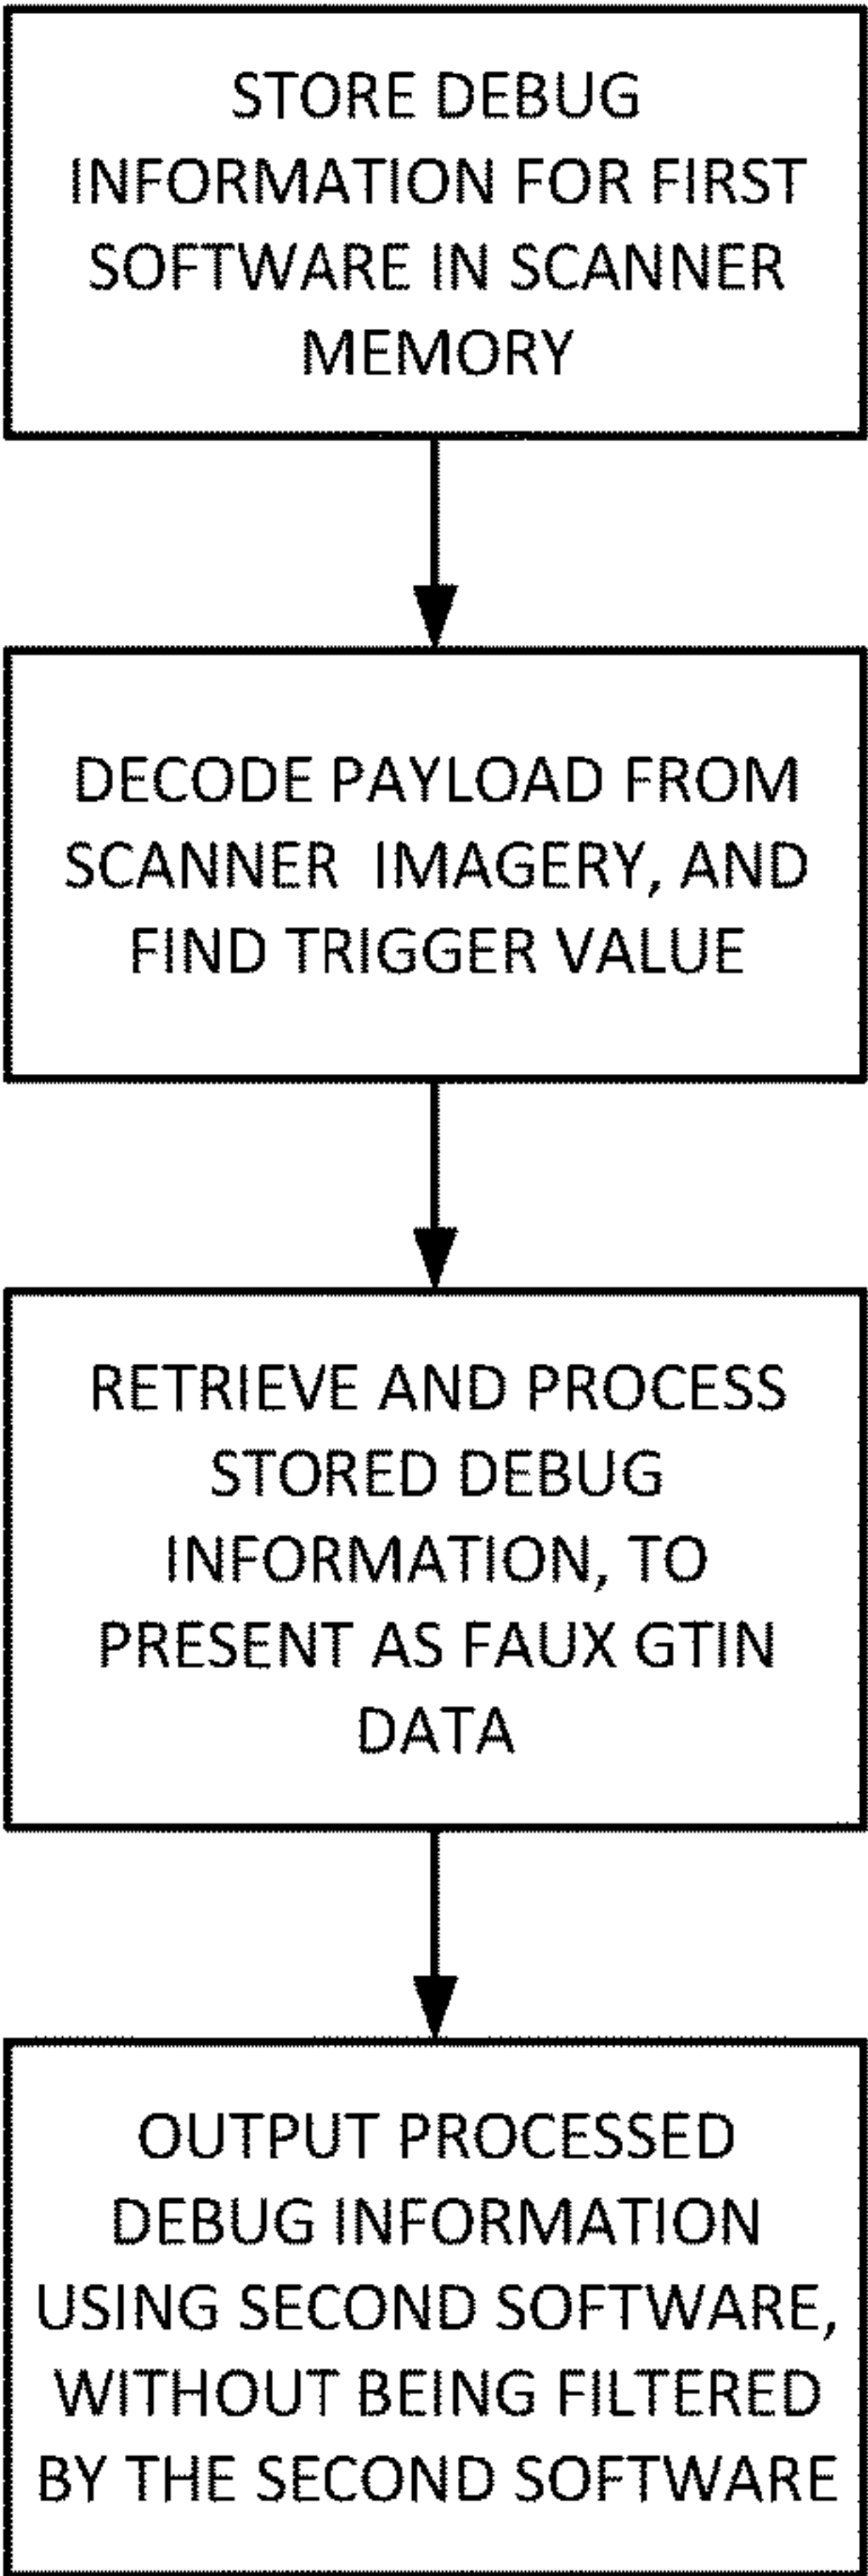 STORE DEBUG
INFORMATION FOR FIRST
SOFTWARE IN SCANNER
MEMORY
DECODE PAYLOAD FROM
SCANNER IMAGERY, AND
FIND TRIGGER VALUE
RETRIEVE AND PROCESS
STORED DEBUG
INFORMATION, TO
PRESENT AS FAUX GTIN
DATA
OUTPUT PROCESSED
DEBUG INFORMATION
USING SECOND SOFTWARE,
WITHOUT BEING FILTERED
BY THE SECOND SOFTWARE